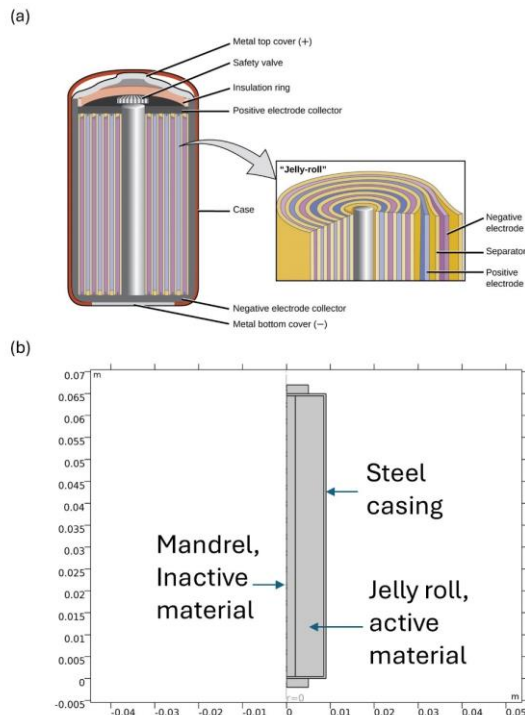 (a)
Metal top cover (+)
Safety valve
Insulation ring
Positive electrode collector
"Jelly-roll"
Case
Negative
electrode
Separator
Positive
electrode
Negative electrode collector
Metal bottom cover (−)
(b)
0.07
m
0.065
0.06
0.055
0.05
0.045
0.04
0.035
0.03
0.025
0.02
0.015
0.01
0.005
0
-0.005
Steel
casing
Mandrel,
Inactive
material
Jelly roll,
active
material
r=0
m
-0.04 -0.03 -0.02 -0.01 0 0.01 0.02 0.03 0.04 0.05